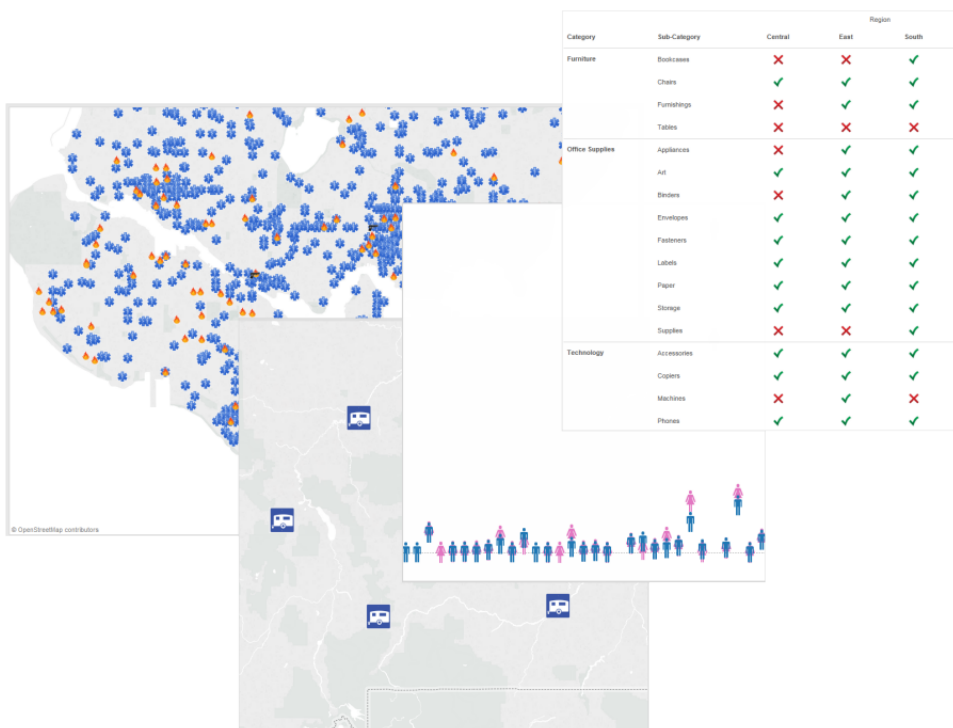 Region
Category Sub-Category Central East South
Furniture Bookcases
Chairs
Furnishings
Tables
Office Supplies Appliances
Art
Binders
Envelopes
Fasteners
Labels
Paper
Storage
Supplies
Technology Accessories
Copiers
Machines
Phones
© OpenStreetMap contributors